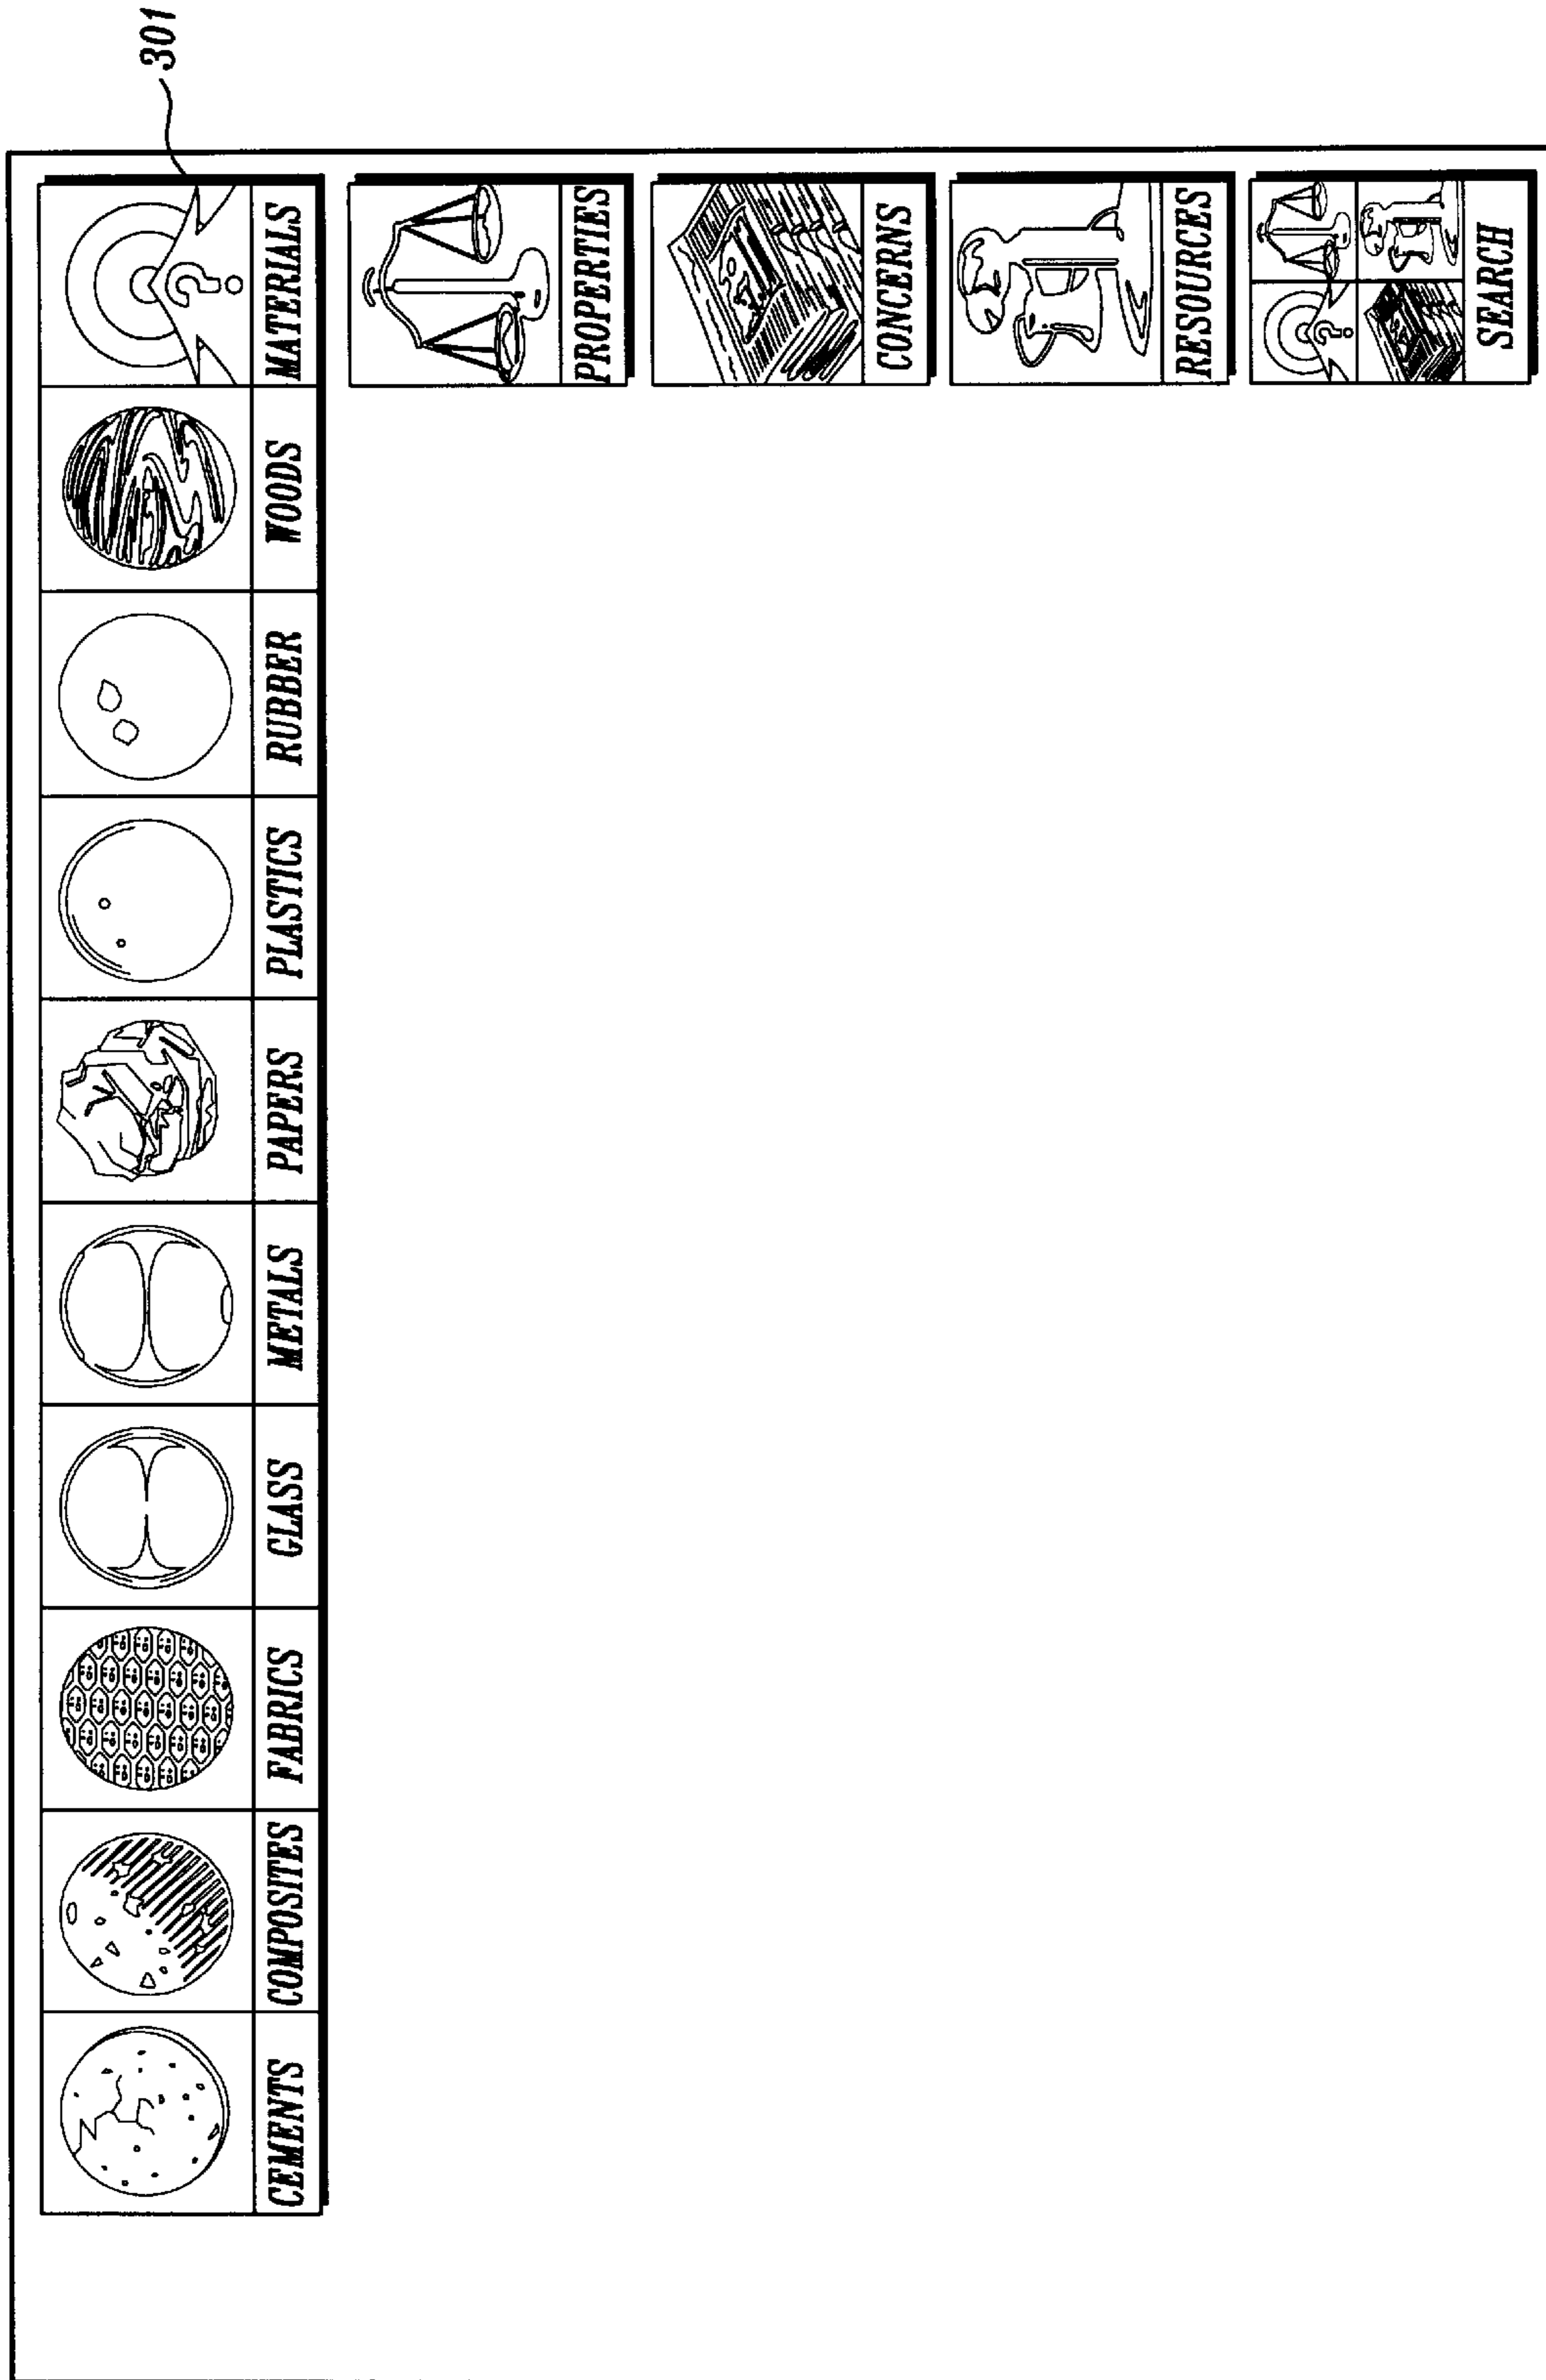 301
CEMENTS COMPOSITES FABRICS GLASS METALS PAPERS PLASTICS RUBBER WOODS MATERIALS
PROPERTIES
CONCERNS
RESOURCES
SEARCH